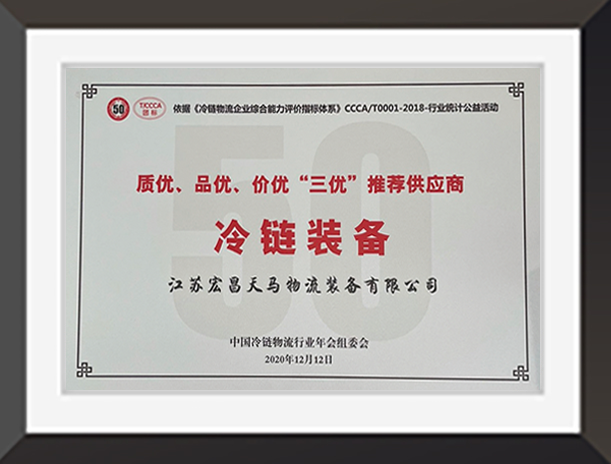 50
T/CCCA
团标
依据《冷链物流企业综合能力评价指标体系》CCCA/T0001-2018-行业统计公益活动
50
质优、品优、价优“三优”推荐供应商
冷链装备
江苏宏昌天马物流装备有限公司
中国冷链物流行业年会组委会
2020年12月12日